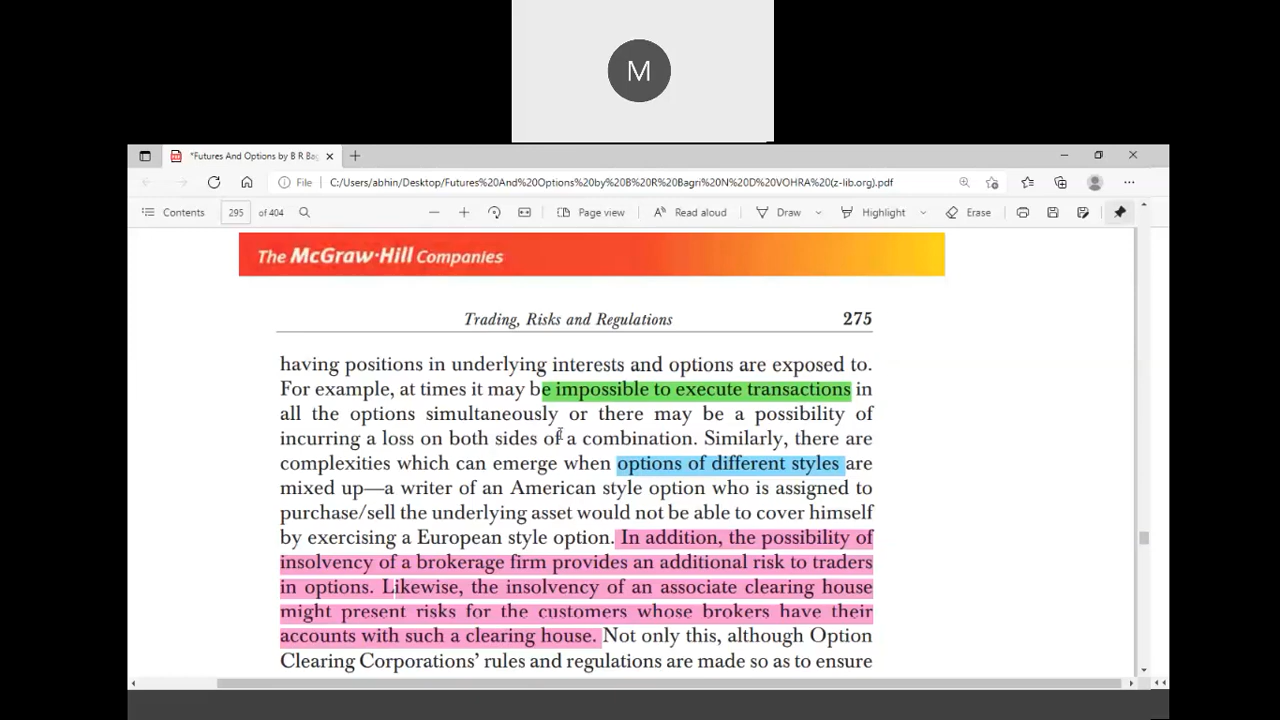 M
*Futures And Options by B R Bag
File
C:/Users/abhin/Desktop/Futures%20And%20Options%20by%20B%20R%20Bagri%20N%20D%20VOHRA%20(z-lib.org).pdf
Contents
295 of 404
Page view
Read aloud
Draw
Highlight
Erase
The McGraw·Hill Companies
Trading, Risks and Regulations 275
having positions in underlying interests and options are exposed to.
For example, at times it may be impossible to execute transactions in
all the options simultaneously or there may be a possibility of
incurring a loss on both sides of a combination. Similarly, there are
complexities which can emerge when options of different styles are
mixed up—a writer of an American style option who is assigned to
purchase/sell the underlying asset would not be able to cover himself
by exercising a European style option. In addition, the possibility of
insolvency of a brokerage firm provides an additional risk to traders
in options. Likewise, the insolvency of an associate clearing house
might present risks for the customers whose brokers have their
accounts with such a clearing house. Not only this, although Option
Clearing Corporations' rules and regulations are made so as to ensure